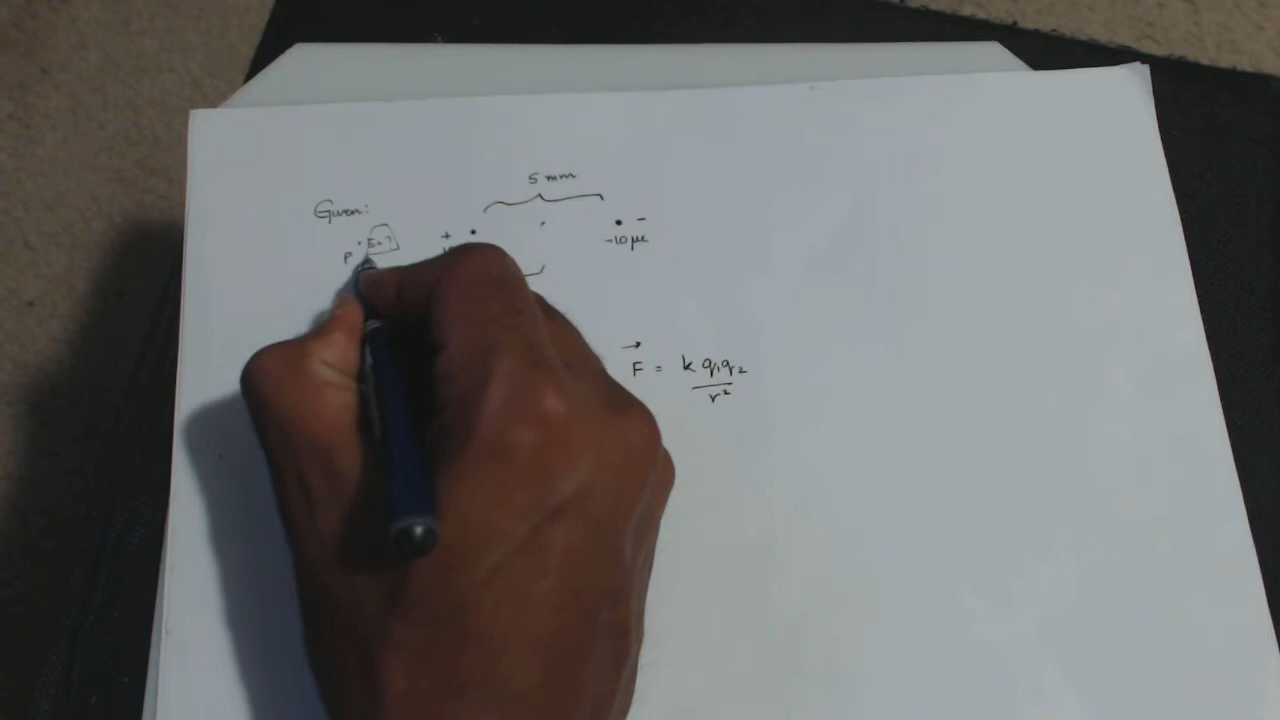 5 mm
Given:
P E=? + -
-10 μc
F = k q1q2
r²